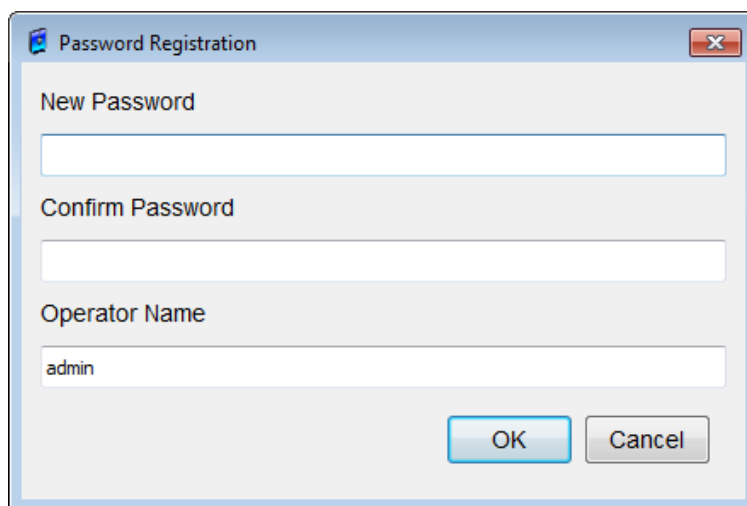 Password Registration
New Password
Confirm Password
Operator Name
admin
OK Cancel